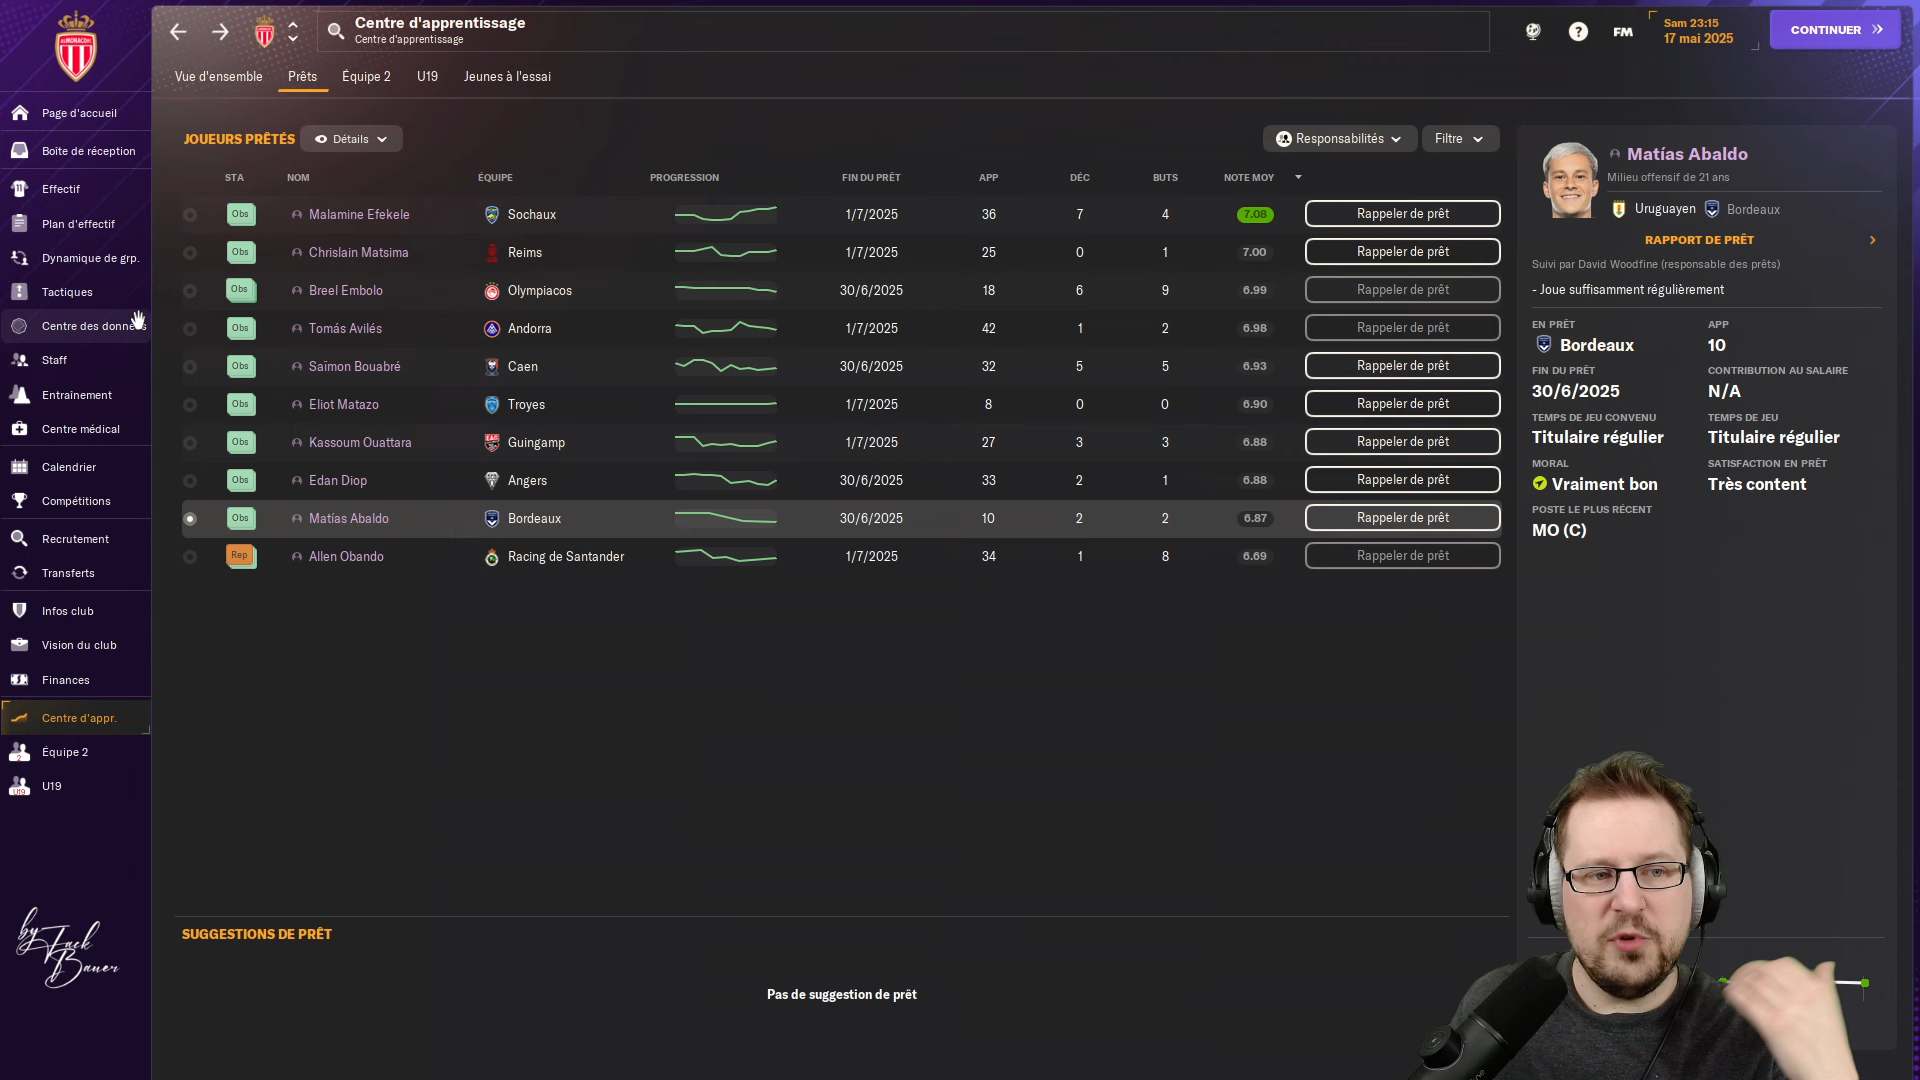 Centre d'apprentissage
Centre d'apprentissage
FM
Sam 23:15
17 mai 2025
CONTINUER
Vue d'ensemble
Prêts
Équipe 2
U19
Jeunes à l'essai
Page d'accueil
Boîte de réception
Effectif
Plan d'effectif
Dynamique de grp.
Tactiques
Centre des données
Staff
Entraînement
Centre médical
Calendrier
Compétitions
Recrutement
Transferts
Infos club
Vision du club
Finances
Centre d'appr.
Équipe 2
U19
by Jack Bauer
JOUEURS PRÊTÉS
Détails
Responsabilités
Filtre
STA NOM ÉQUIPE PROGRESSION FIN DU PRÊT APP DÉC BUTS NOTE MOY
Obs Malamine Efekele Sochaux 1/7/2025 36 7 4 7.08 Rappeler de prêt
Obs Chrislain Matsima Reims 1/7/2025 25 0 1 7.00 Rappeler de prêt
Obs Breel Embolo Olympiacos 30/6/2025 18 6 9 6.99 Rappeler de prêt
Obs Tomás Avilés Andorra 1/7/2025 42 1 2 6.98 Rappeler de prêt
Obs Saïmon Bouabré Caen 30/6/2025 32 5 5 6.93 Rappeler de prêt
Obs Eliot Matazo Troyes 1/7/2025 8 0 0 6.90 Rappeler de prêt
Obs Kassoum Ouattara Guingamp 1/7/2025 27 3 3 6.88 Rappeler de prêt
Obs Edan Diop Angers 30/6/2025 33 2 1 6.88 Rappeler de prêt
Obs Matías Abaldo Bordeaux 30/6/2025 10 2 2 6.87 Rappeler de prêt
Rep Allen Obando Racing de Santander 1/7/2025 34 1 8 6.69 Rappeler de prêt
SUGGESTIONS DE PRÊT
Pas de suggestion de prêt
Matías Abaldo
Milieu offensif de 21 ans
Uruguayen Bordeaux
RAPPORT DE PRÊT
Suivi par David Woodfine (responsable des prêts)
- Joue suffisamment régulièrement
EN PRÊT APP
Bordeaux 10
FIN DU PRÊT CONTRIBUTION AU SALAIRE
30/6/2025 N/A
TEMPS DE JEU CONVENU TEMPS DE JEU
Titulaire régulier Titulaire régulier
MORAL SATISFACTION EN PRÊT
Vraiment bon Très content
POSTE LE PLUS RÉCENT
MO (C)